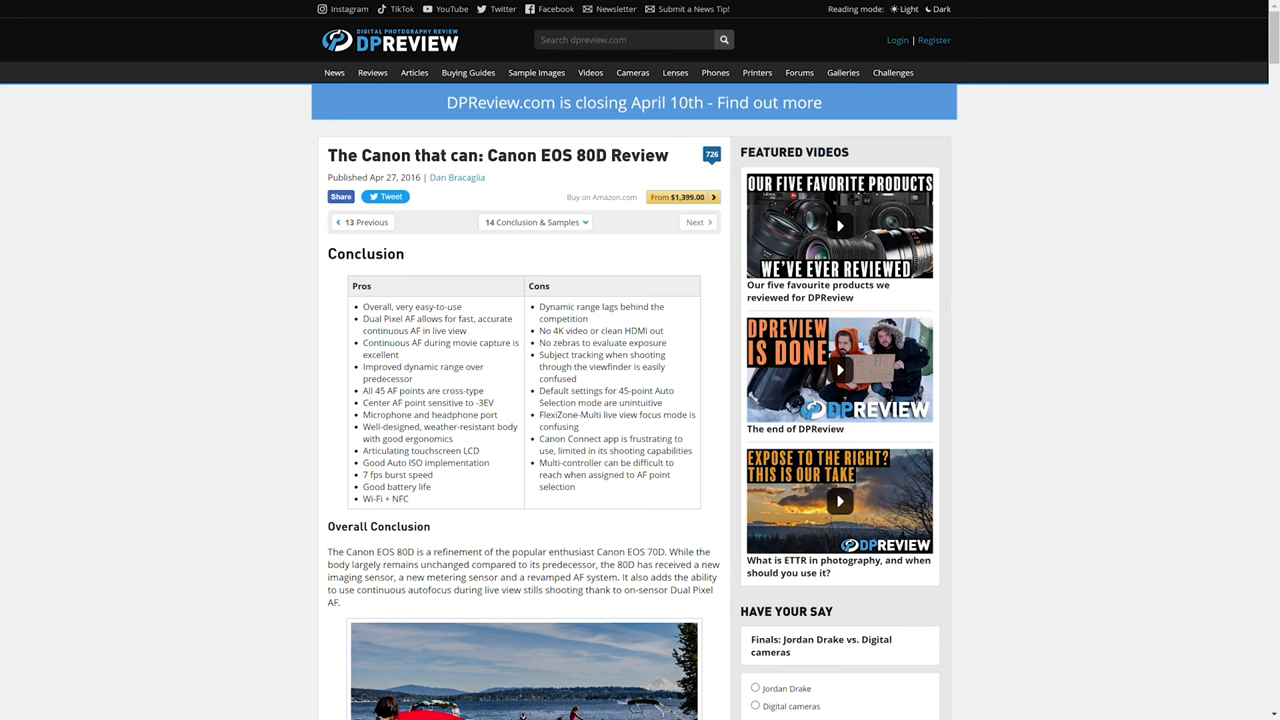 Instagram TikTok YouTube Twitter Facebook Newsletter Submit a News Tip!
Reading mode: Light Dark
DIGITAL PHOTOGRAPHY REVIEW
DPREVIEW
Search dpreview.com
Login | Register
News Reviews Articles Buying Guides Sample Images Videos Cameras Lenses Phones Printers Forums Galleries Challenges
DPReview.com is closing April 10th - Find out more
The Canon that can: Canon EOS 80D Review
726
Published Apr 27, 2016 | Dan Bracaglia
Share Tweet
Buy on Amazon.com From $1,399.00
13 Previous 14 Conclusion & Samples Next
Conclusion
Pros
• Overall, very easy-to-use
• Dual Pixel AF allows for fast, accurate
continuous AF in live view
• Continuous AF during movie capture is
excellent
• Improved dynamic range over
predecessor
• All 45 AF points are cross-type
• Center AF point sensitive to -3EV
• Microphone and headphone port
• Well-designed, weather-resistant body
with good ergonomics
• Articulating touchscreen LCD
• Good Auto ISO implementation
• 7 fps burst speed
• Good battery life
• Wi-Fi + NFC
Cons
• Dynamic range lags behind the
competition
• No 4K video or clean HDMI out
• No zebras to evaluate exposure
• Subject tracking when shooting
through the viewfinder is easily
confused
• Default settings for 45-point Auto
Selection mode are unintuitive
• FlexiZone-Multi live view focus mode is
confusing
• Canon Connect app is frustrating to
use, limited in its shooting capabilities
• Multi-controller can be difficult to
reach when assigned to AF point
selection
Overall Conclusion
The Canon EOS 80D is a refinement of the popular enthusiast Canon EOS 70D. While the
body largely remains unchanged compared to its predecessor, the 80D has received a new
imaging sensor, a new metering sensor and a revamped AF system. It also adds the ability
to use continuous autofocus during live view stills shooting thank to on-sensor Dual Pixel
AF.
FEATURED VIDEOS
OUR FIVE FAVORITE PRODUCTS
WE'VE EVER REVIEWED
Our five favourite products we
reviewed for DPReview
DPREVIEW
IS DONE
DPREVIEW
The end of DPReview
EXPOSE TO THE RIGHT?
THIS IS OUR TAKE
DPREVIEW
What is ETTR in photography, and when
should you use it?
HAVE YOUR SAY
Finals: Jordan Drake vs. Digital
cameras
Jordan Drake
Digital cameras